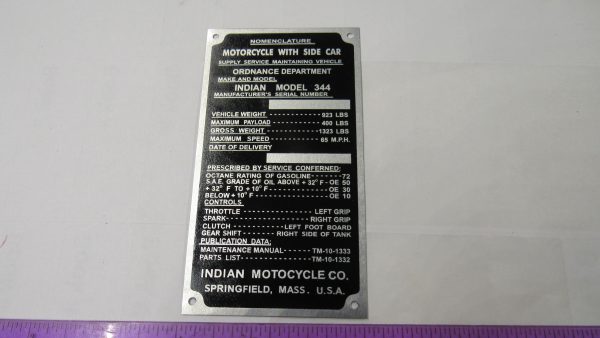 NOMENCLATURE
MOTORCYCLE WITH SIDE CAR
SUPPLY SERVICE MAINTAINING VEHICLE
ORDNANCE DEPARTMENT
MAKE AND MODEL
INDIAN MODEL 344
MANUFACTURER'S SERIAL NUMBER
VEHICLE WEIGHT ------------ 923 LBS
MAXIMUM PAYLOAD ---------- 400 LBS
GROSS WEIGHT ------------ 1323 LBS
MAXIMUM SPEED ------------ 65 M.P.H.
DATE OF DELIVERY
PRESCRIBED BY SERVICE CONFERNED:
OCTANE RATING OF GASOLINE ----- 72
S.A.E. GRADE OF OIL ABOVE +32°F - OE 50
+32° F TO +10°F ------------ OE 30
BELOW +10°F -------------- OE 10
CONTROLS
THROTTLE -------------- LEFT GRIP
SPARK ---------------- RIGHT GRIP
CLUTCH ----------- LEFT FOOT BOARD
GEAR SHIFT ------ RIGHT SIDE OF TANK
PUBLICATION DATA:
MAINTENANCE MANUAL ---- TM-10-1333
PARTS LIST ------------ TM-10-1332
INDIAN MOTOCYCLE CO.
SPRINGFIELD, MASS. U.S.A.